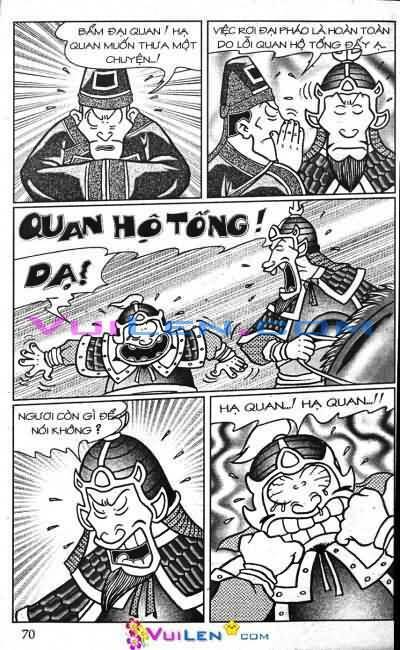 BẨM ĐẠI QUAN! HẠ
QUAN MUỐN THƯA MỘT
CHUYỆN...!
VIỆC RƠI ĐẠI PHÁO LÀ HOÀN TOÀN
DO LỖI QUAN HỘ TỐNG ĐẤY Ạ.
QUAN HỘ TỐNG!
DẠ!
VUILEN.COM
NGƯƠI CÒN GÌ ĐỂ
NÓI KHÔNG?
HẠ QUAN...! HẠ QUAN...!!
70
VUILEN.COM